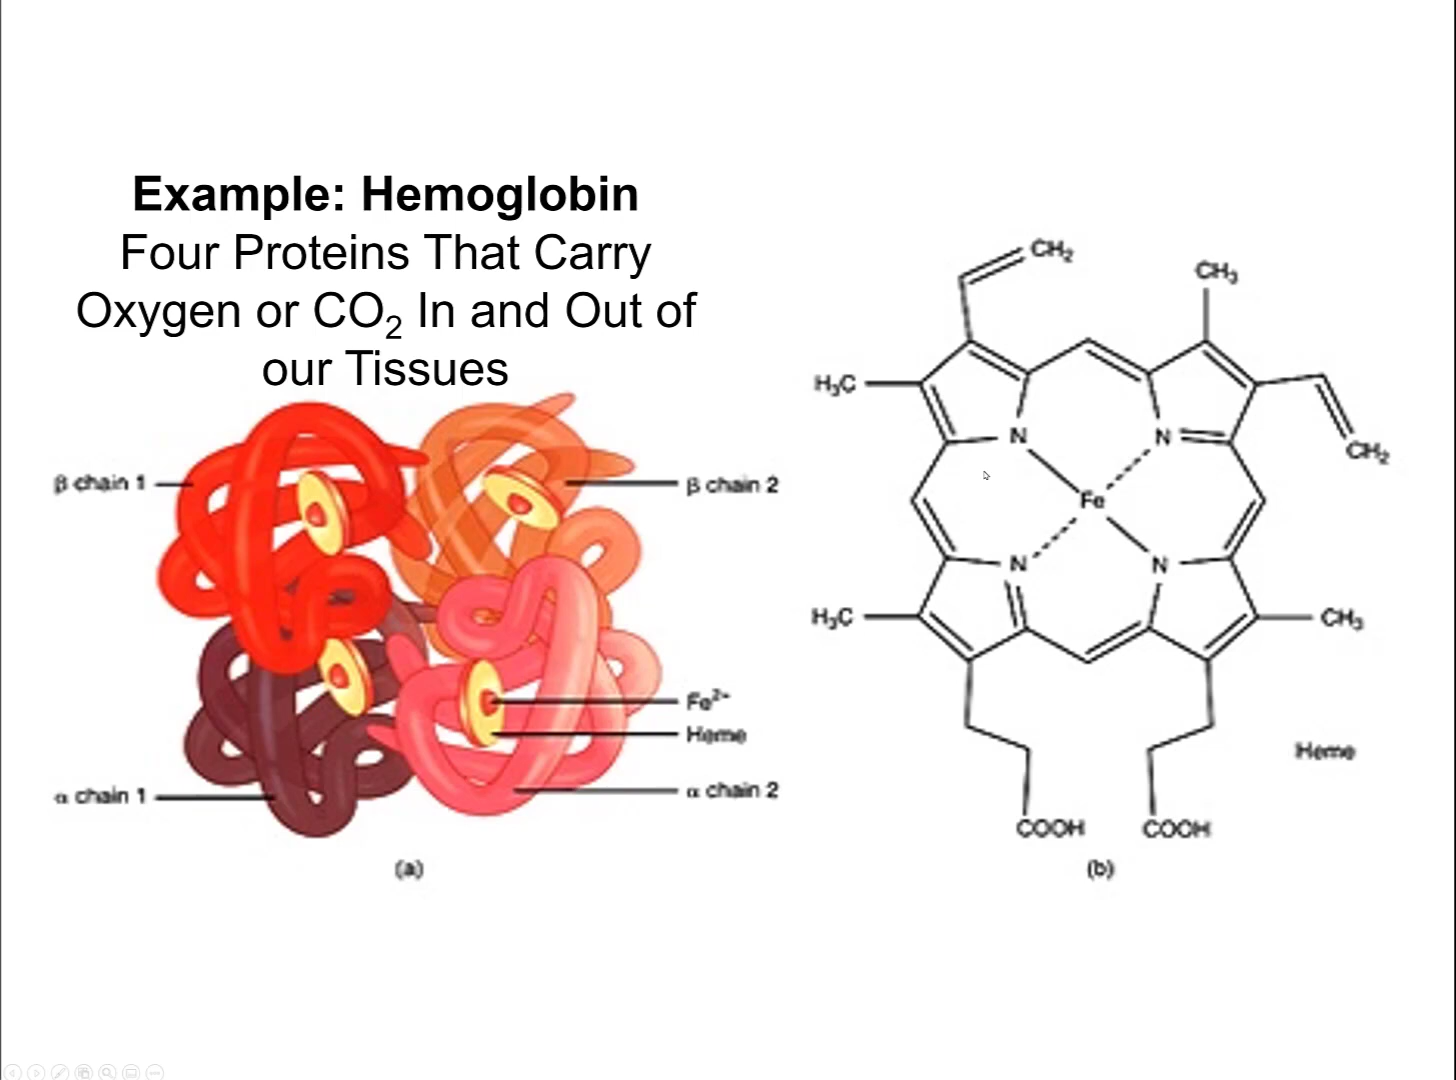 Example: Hemoglobin
Four Proteins That Carry
Oxygen or CO₂ In and Out of
our Tissues
β chain 1
β chain 2
Fe²⁺
Heme
α chain 1
α chain 2
(a)
CH₂
CH₃
H₃C
CH₂
N
N
Fe
N
N
H₃C
CH₃
Heme
COOH
COOH
(b)